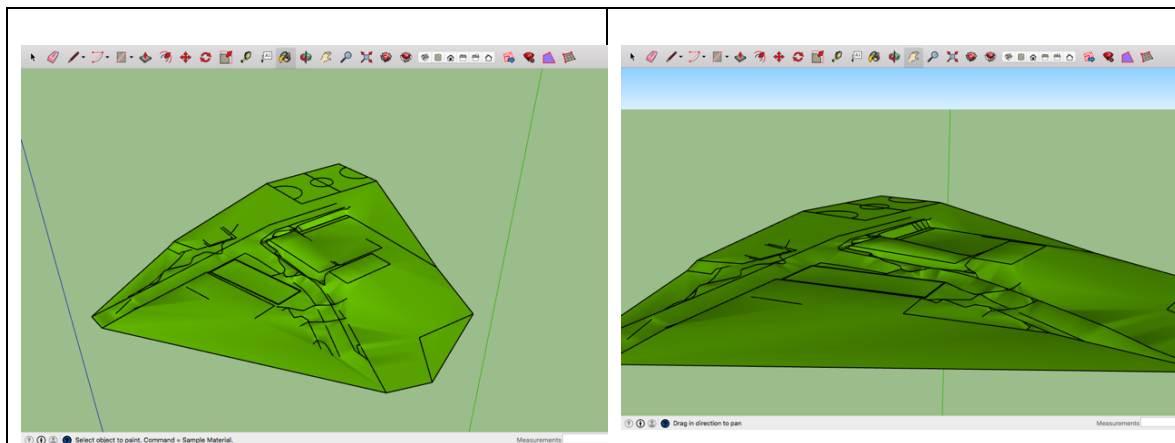 Select object to paint. Command = Sample Material.
Measurements
Drag in direction to pan
Measurements